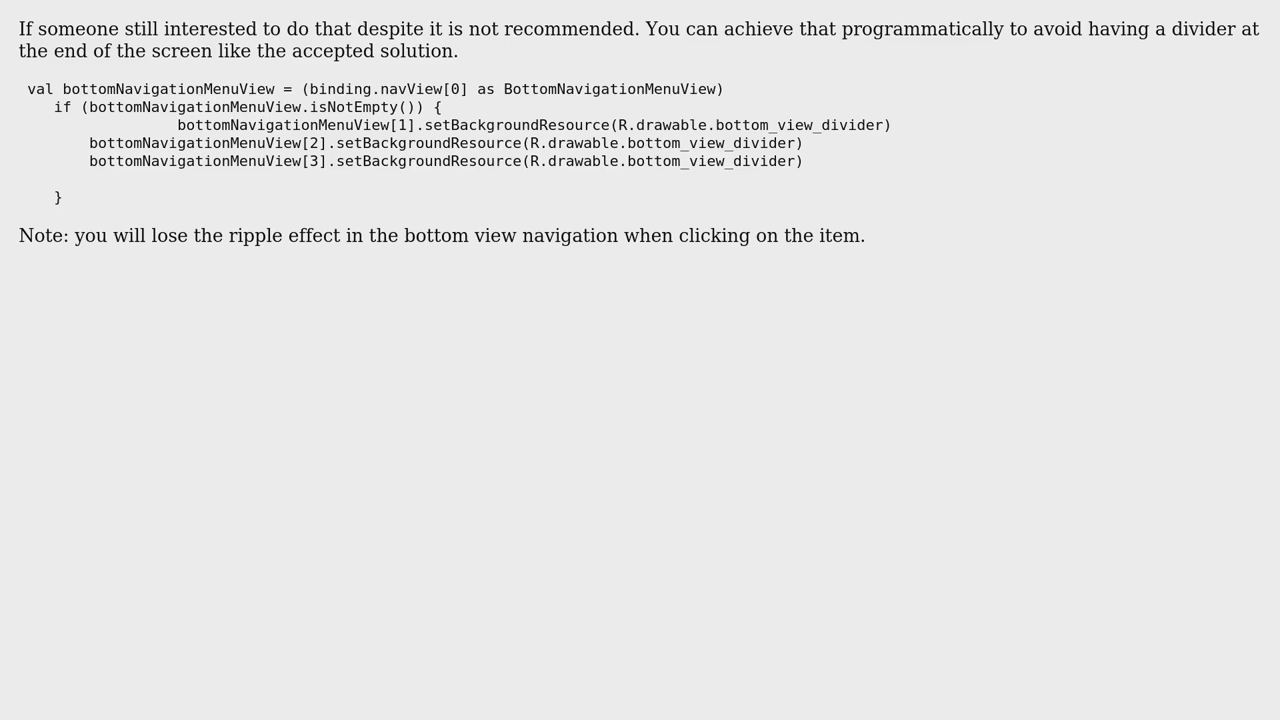 If someone still interested to do that despite it is not recommended. You can achieve that programmatically to avoid having a divider at
the end of the screen like the accepted solution.
val bottomNavigationMenuView = (binding.navView[0] as BottomNavigationMenuView)
if (bottomNavigationMenuView.isNotEmpty()) {
bottomNavigationMenuView[1].setBackgroundResource(R.drawable.bottom_view_divider)
bottomNavigationMenuView[2].setBackgroundResource(R.drawable.bottom_view_divider)
bottomNavigationMenuView[3].setBackgroundResource(R.drawable.bottom_view_divider)
}
Note: you will lose the ripple effect in the bottom view navigation when clicking on the item.